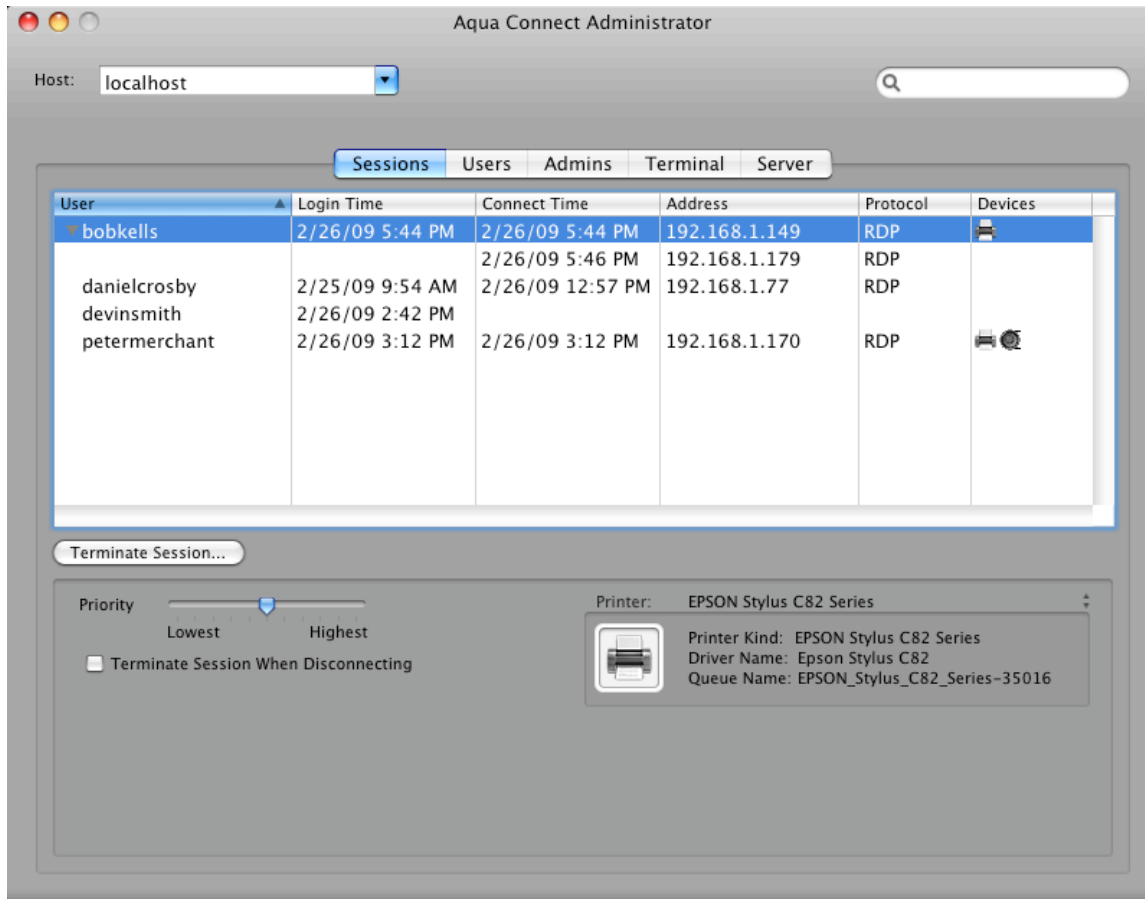 Aqua Connect Administrator
Host: localhost
Sessions Users Admins Terminal Server
User Login Time Connect Time Address Protocol Devices
bobkells 2/26/09 5:44 PM 2/26/09 5:44 PM 192.168.1.149 RDP
2/26/09 5:46 PM 192.168.1.179 RDP
danielcrosby 2/25/09 9:54 AM 2/26/09 12:57 PM 192.168.1.77 RDP
devinsmith 2/26/09 2:42 PM
petermerchant 2/26/09 3:12 PM 2/26/09 3:12 PM 192.168.1.170 RDP
Terminate Session...
Priority
Lowest Highest
Terminate Session When Disconnecting
Printer: EPSON Stylus C82 Series
Printer Kind: EPSON Stylus C82 Series
Driver Name: Epson Stylus C82
Queue Name: EPSON_Stylus_C82_Series-35016